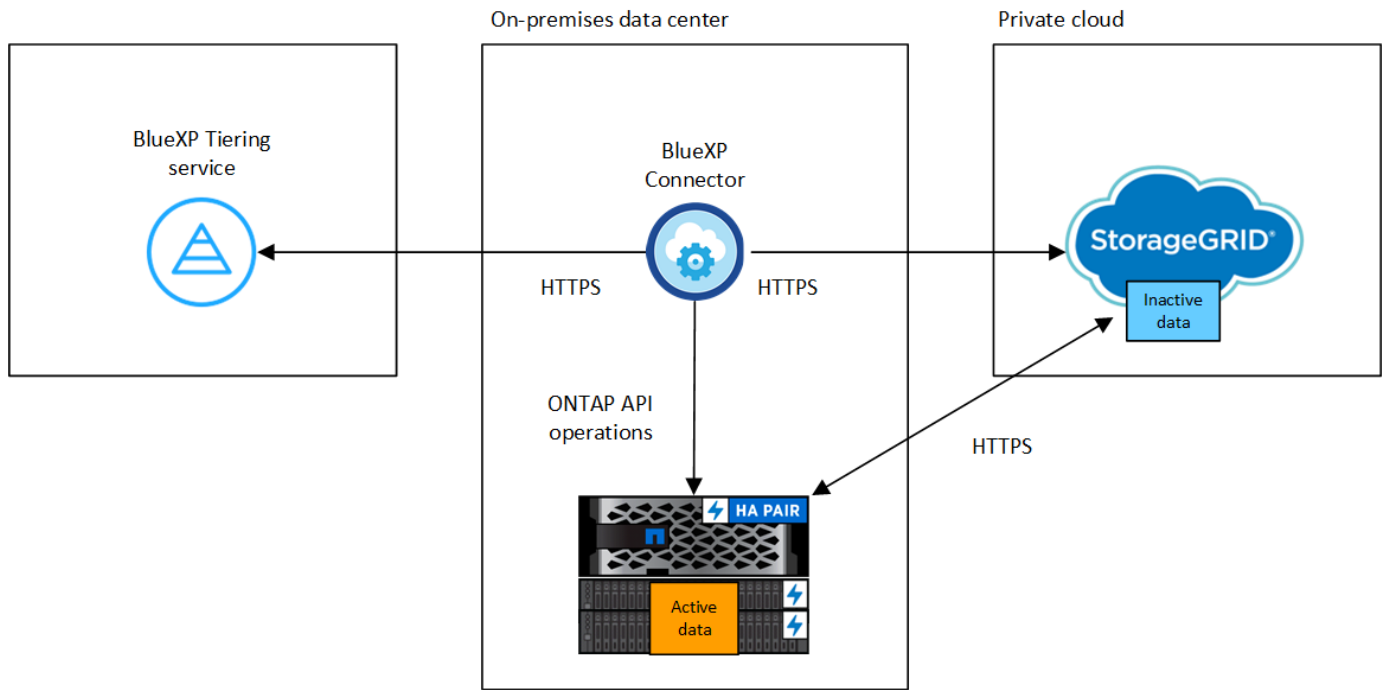 On-premises data center
Private cloud
BlueXP Tiering
service
BlueXP
Connector
HTTPS
HTTPS
StorageGRID®
Inactive
data
ONTAP API
operations
HTTPS
HA PAIR
Active
data